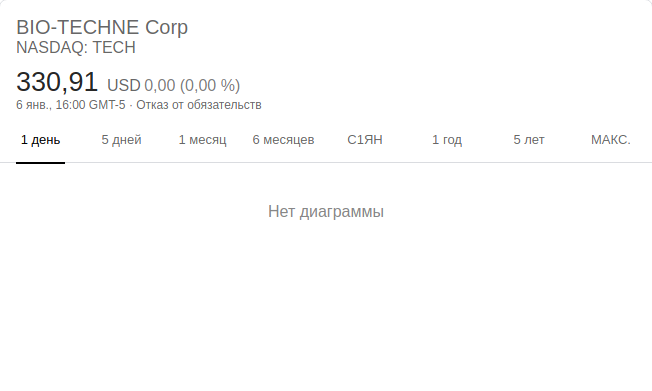 BIO-TECHNE Corp
NASDAQ: TECH
330,91 USD 0,00 (0,00 %)
6 янв., 16:00 GMT-5 · Отказ от обязательств
1 день 5 дней 1 месяц 6 месяцев С1ЯН 1 год 5 лет МАКС.
Нет диаграммы